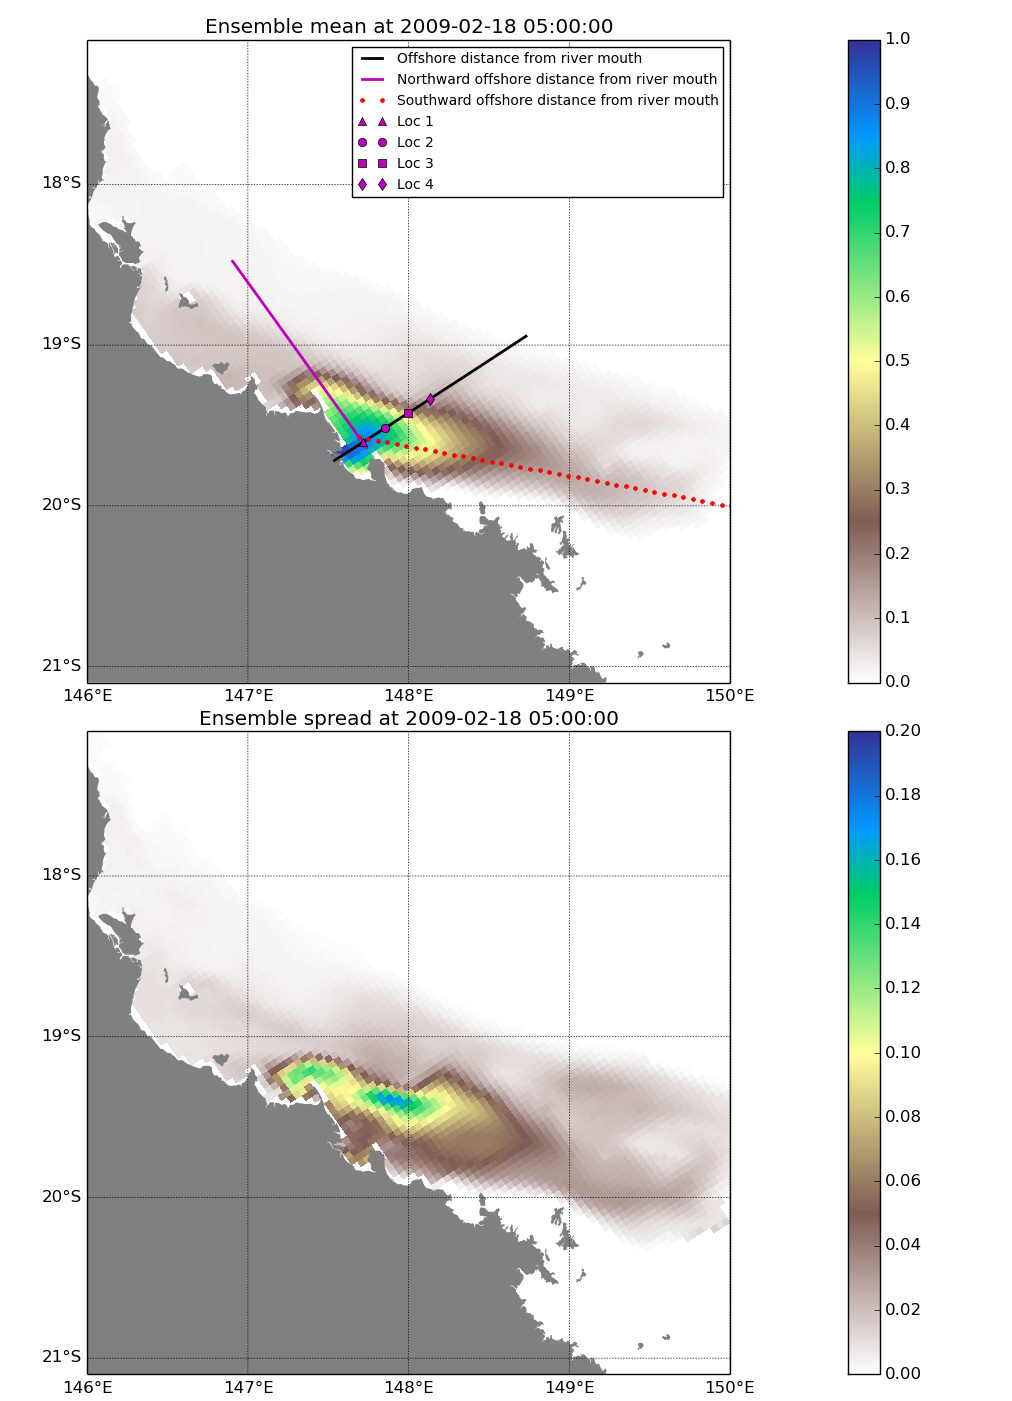 Ensemble mean at 2009-02-18 05:00:00
Offshore distance from river mouth
Northward offshore distance from river mouth
Southward offshore distance from river mouth
Loc 1
Loc 2
Loc 3
Loc 4
18°S
19°S
20°S
21°S
146°E 147°E 148°E 149°E 150°E
1.0
0.9
0.8
0.7
0.6
0.5
0.4
0.3
0.2
0.1
0.0
Ensemble spread at 2009-02-18 05:00:00
18°S
19°S
20°S
21°S
146°E 147°E 148°E 149°E 150°E
0.20
0.18
0.16
0.14
0.12
0.10
0.08
0.06
0.04
0.02
0.00